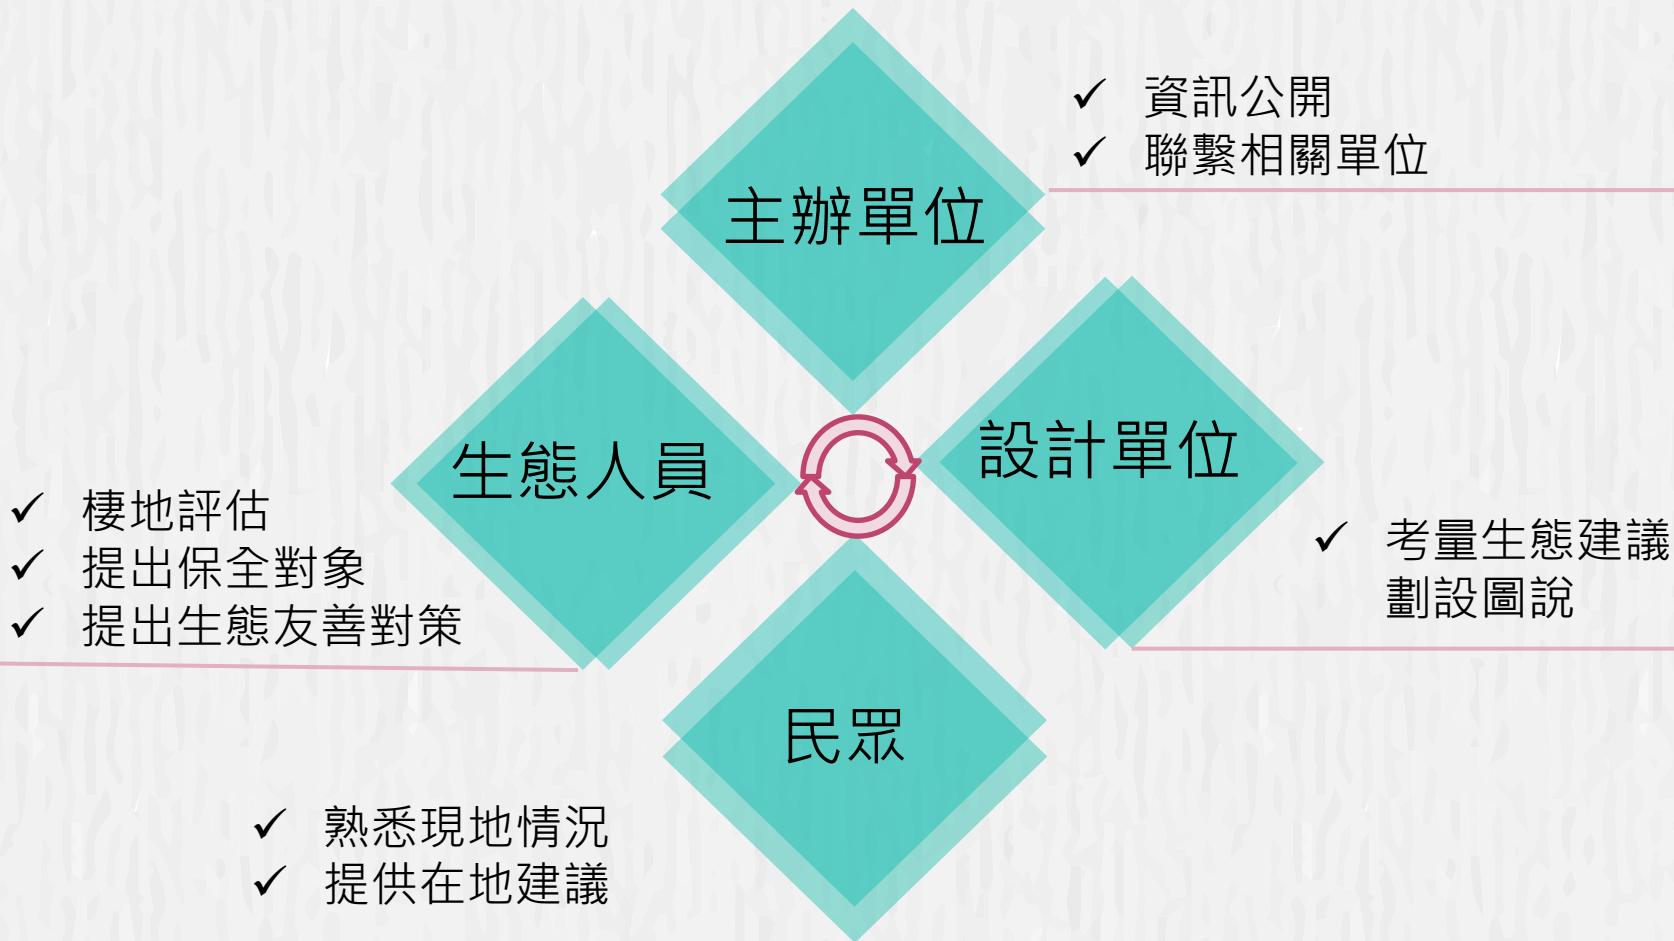 主辦單位
✓ 資訊公開
✓ 聯繫相關單位
生態人員
✓ 棲地評估
✓ 提出保全對象
✓ 提出生態友善對策
設計單位
✓ 考量生態建議
劃設圖說
民眾
✓ 熟悉現地情況
✓ 提供在地建議